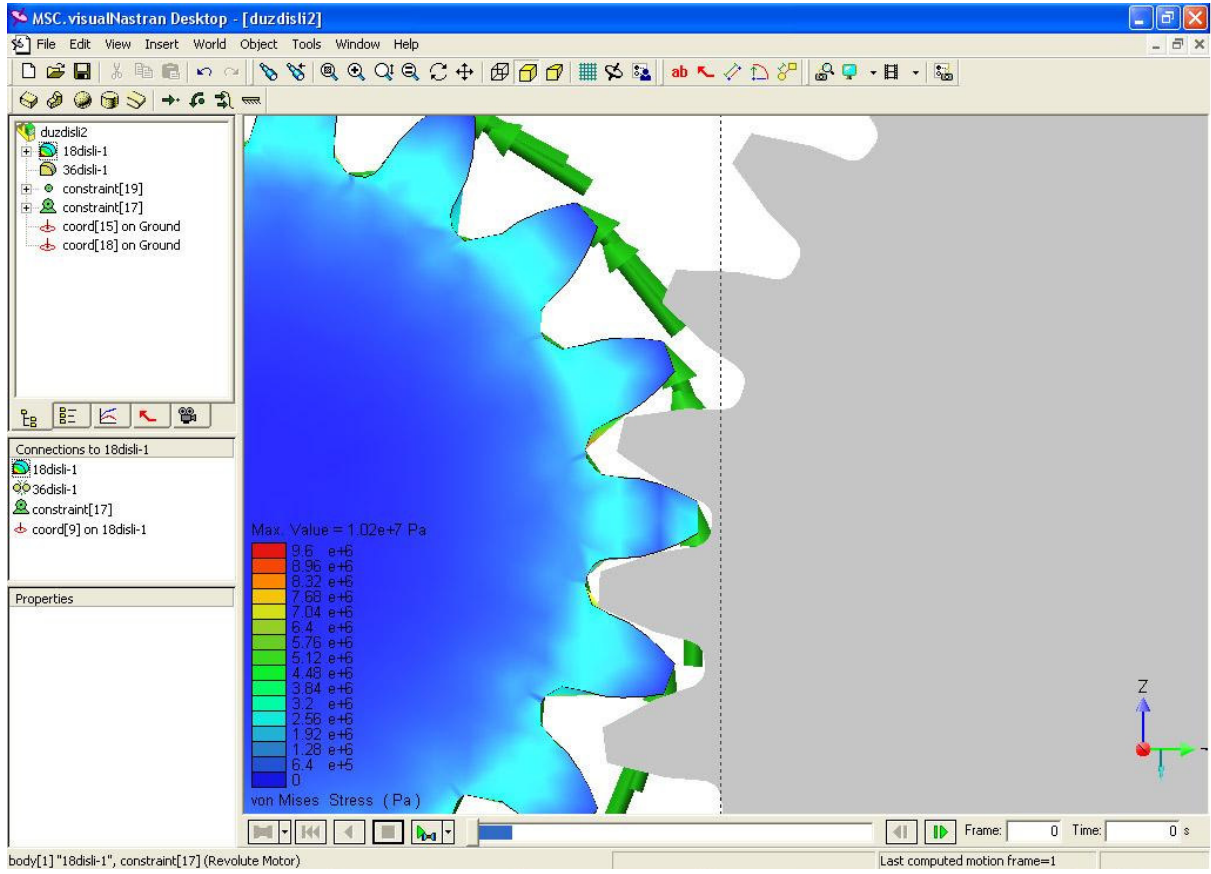 MSC.visualNastran Desktop - [duzdisli2]
File Edit View Insert World Object Tools Window Help
ab
duzdisli2
18disli-1
36disli-1
constraint[19]
constraint[17]
coord[15] on Ground
coord[18] on Ground
Connections to 18disli-1
18disli-1
36disli-1
constraint[17]
coord[9] on 18disli-1
Properties
Max. Value = 1.02e+7 Pa
9.6 e+6
8.96 e+6
8.32 e+6
7.68 e+6
7.04 e+6
6.4 e+6
5.76 e+6
5.12 e+6
4.48 e+6
3.84 e+6
3.2 e+6
2.56 e+6
1.92 e+6
1.28 e+6
6.4 e+5
0
von Mises Stress ( Pa )
Z
Frame: 0 Time: 0 s
body[1] "18disli-1", constraint[17] (Revolute Motor)
Last computed motion frame=1